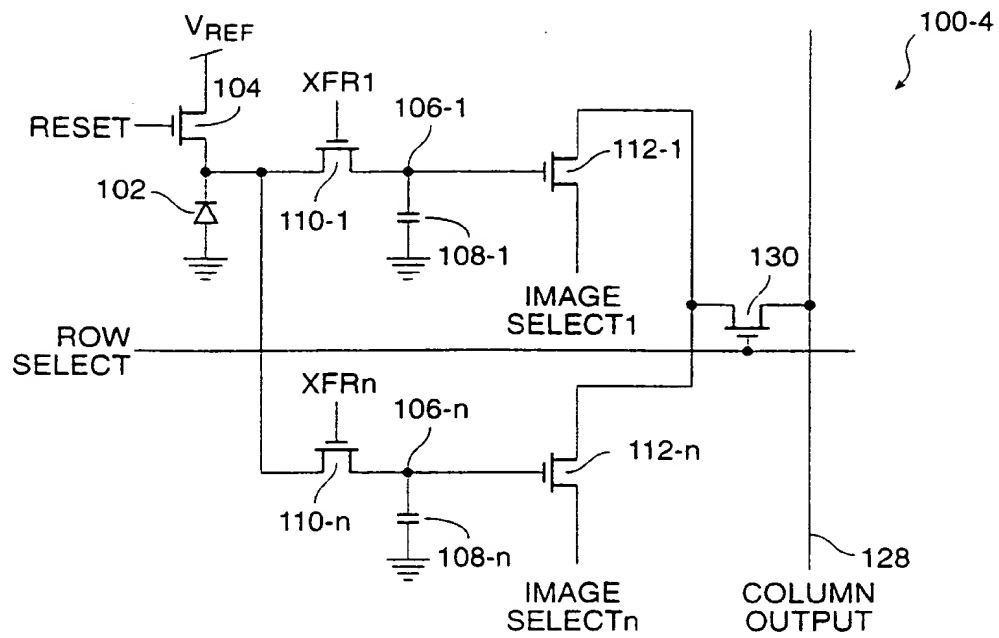 100-4
VREF
104
RESET
XFR1
106-1
112-1
102
110-1
108-1
130
IMAGE
SELECT1
ROW
SELECT
XFRn
106-n
112-n
110-n
108-n
128
IMAGE
SELECTn
COLUMN
OUTPUT